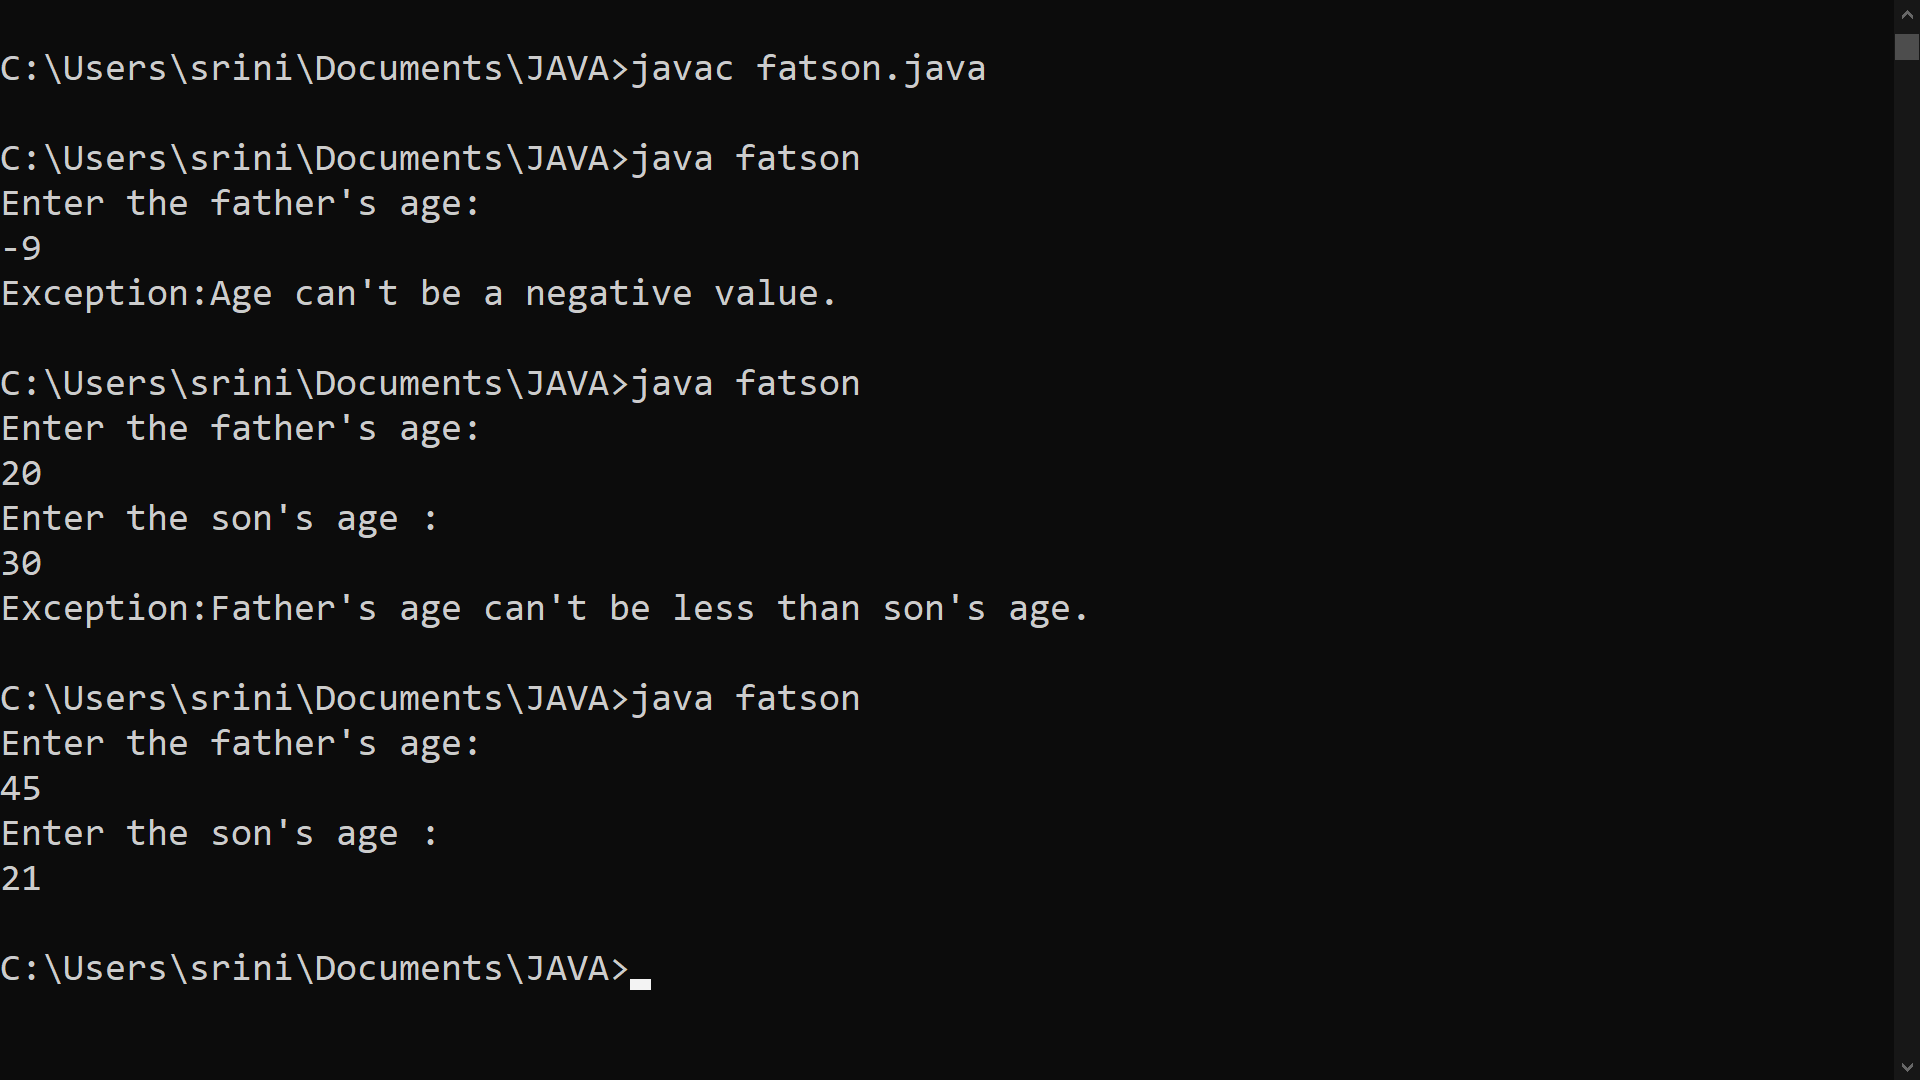 C:\Users\srini\Documents\JAVA>javac fatson.java
C:\Users\srini\Documents\JAVA>java fatson
Enter the father's age:
-9
Exception:Age can't be a negative value.
C:\Users\srini\Documents\JAVA>java fatson
Enter the father's age:
20
Enter the son's age :
30
Exception:Father's age can't be less than son's age.
C:\Users\srini\Documents\JAVA>java fatson
Enter the father's age:
45
Enter the son's age :
21
C:\Users\srini\Documents\JAVA>